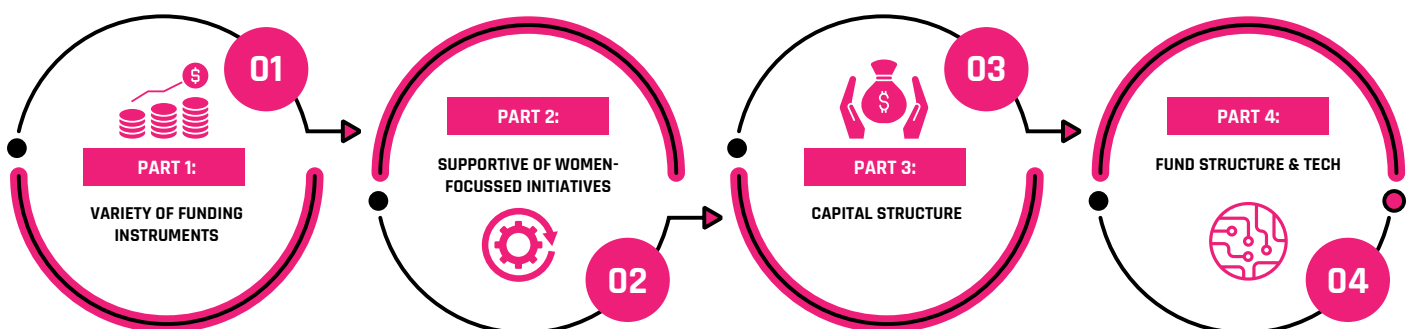 01
$
PART 1:
VARIETY OF FUNDING
INSTRUMENTS
PART 2:
SUPPORTIVE OF WOMEN-
FOCUSSED INITIATIVES
02
03
$
PART 3:
CAPITAL STRUCTURE
PART 4:
FUND STRUCTURE & TECH
04